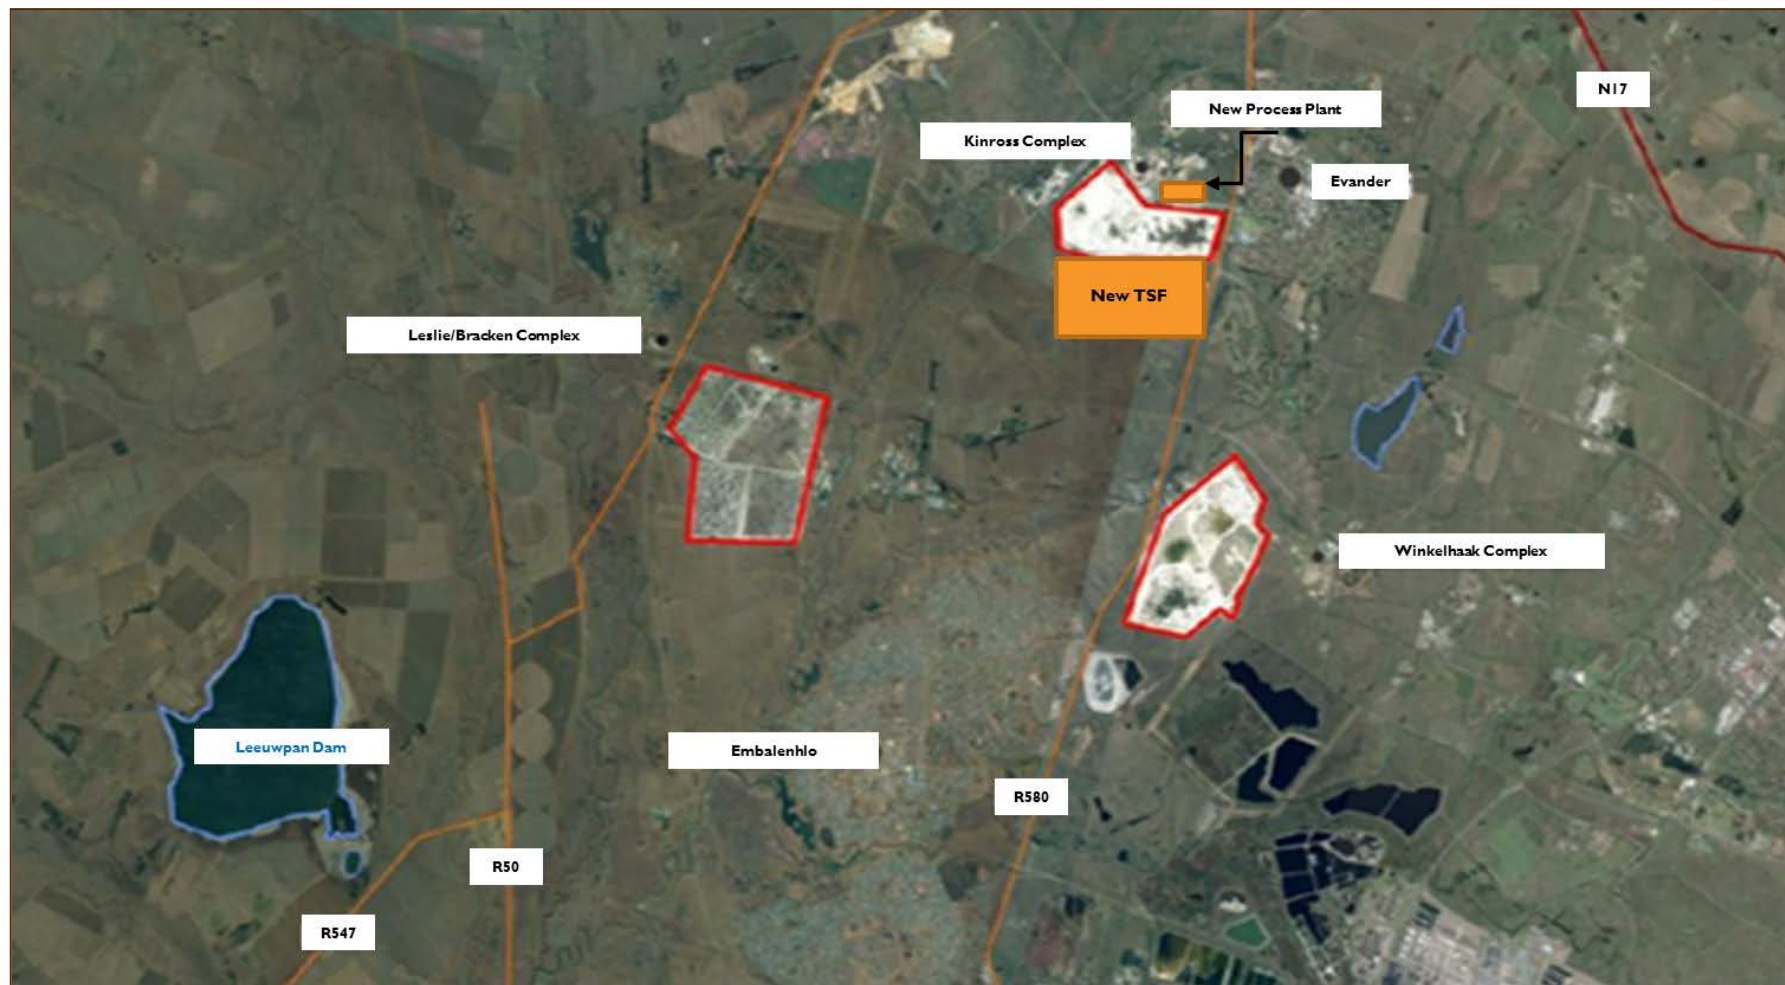 N17
New Process Plant
Kinross Complex
Evander
New TSF
Leslie/Bracken Complex
Winkelhaak Complex
Leeuwpan Dam
Embalenhlo
R580
R50
R547